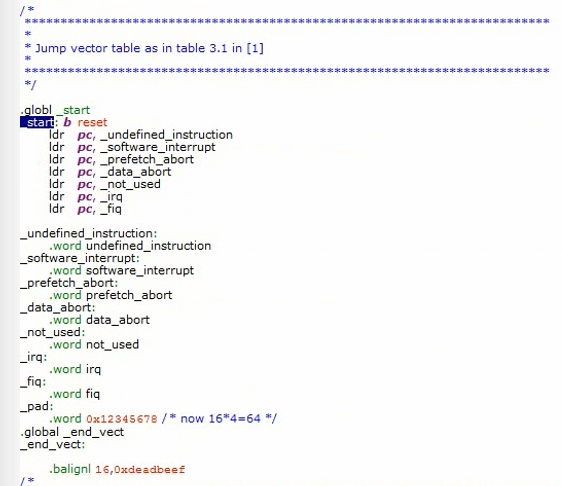 /*
*************************************************************************
*
* Jump vector table as in table 3.1 in [1]
*
*************************************************************************
*/
.globl _start
_start: b reset
ldr pc, _undefined_instruction
ldr pc, _software_interrupt
ldr pc, _prefetch_abort
ldr pc, _data_abort
ldr pc, _not_used
ldr pc, _irq
ldr pc, _fiq
_undefined_instruction:
.word undefined_instruction
_software_interrupt:
.word software_interrupt
_prefetch_abort:
.word prefetch_abort
_data_abort:
.word data_abort
_not_used:
.word not_used
_irq:
.word irq
_fiq:
.word fiq
_pad:
.word 0x12345678 /* now 16*4=64 */
.global _end_vect
_end_vect:
.balignl 16,0xdeadbeef
/*